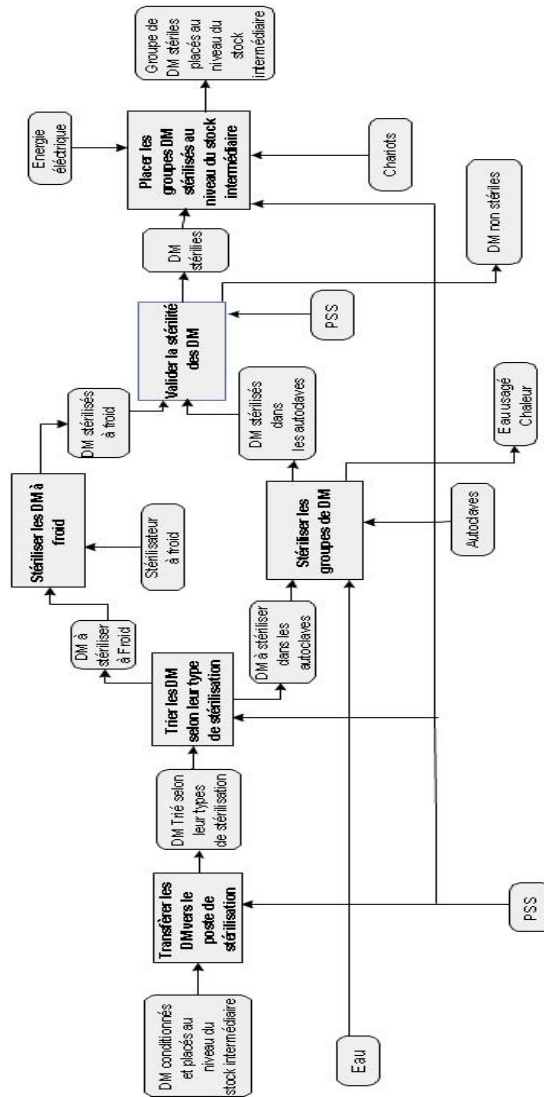 DM conditionnés
et placés au
niveau du
stock intermédiaire
Transférer les
DMvers le
poste de
stérilisation
DM Trié selon
leur types
de stérilisation
Trier les DM
selon leur type
de stérilisation
DM à
stériliser
à Froid
Stérilisateur
à froid
Stériliser les DM à
froid
DM stérilisés
à froid
DM à stériliser
dans les
autoclaves
Stériliser les
groupes de DM
DM stérilisés
dans
les autoclaves
Autoclaves
Eau usagé
Chaleur
Valider la stérilité
des DM
PSS
DM
stériles
DM non stériles
Energie
électrique
Placer les
groupes DM
stérilisés au
niveau du stock
intermédiaire
Chariots
Groupe de
DM stériles
placés au
niveau du
stock
intermédiaire
Eau
PSS